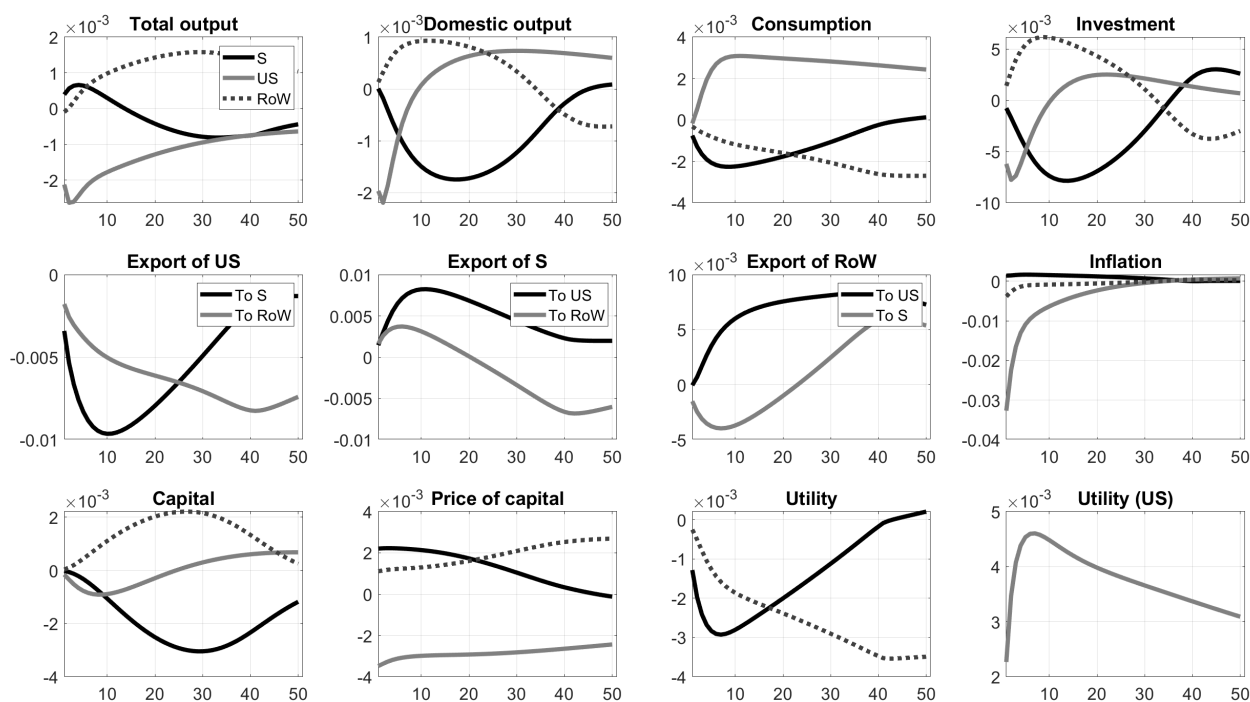 ×10-3 Total output
2
1
0
-1
-2
10 20 30 40 50
S
US
RoW
×10-3 Domestic output
1
0
-1
-2
10 20 30 40 50
×10-3 Consumption
4
2
0
-2
-4
10 20 30 40 50
×10-3 Investment
5
0
-5
-10
10 20 30 40 50
Export of US
0
-0.005
-0.01
10 20 30 40 50
To S
To RoW
Export of S
0.01
0.005
0
-0.005
-0.01
10 20 30 40 50
To US
To RoW
×10-3 Export of RoW
10
5
0
-5
10 20 30 40 50
To US
To S
Inflation
0
-0.01
-0.02
-0.03
-0.04
10 20 30 40 50
×10-3 Capital
2
0
-2
-4
10 20 30 40 50
×10-3 Price of capital
4
2
0
-2
-4
10 20 30 40 50
×10-3 Utility
0
-1
-2
-3
-4
10 20 30 40 50
×10-3 Utility (US)
5
4
3
2
10 20 30 40 50